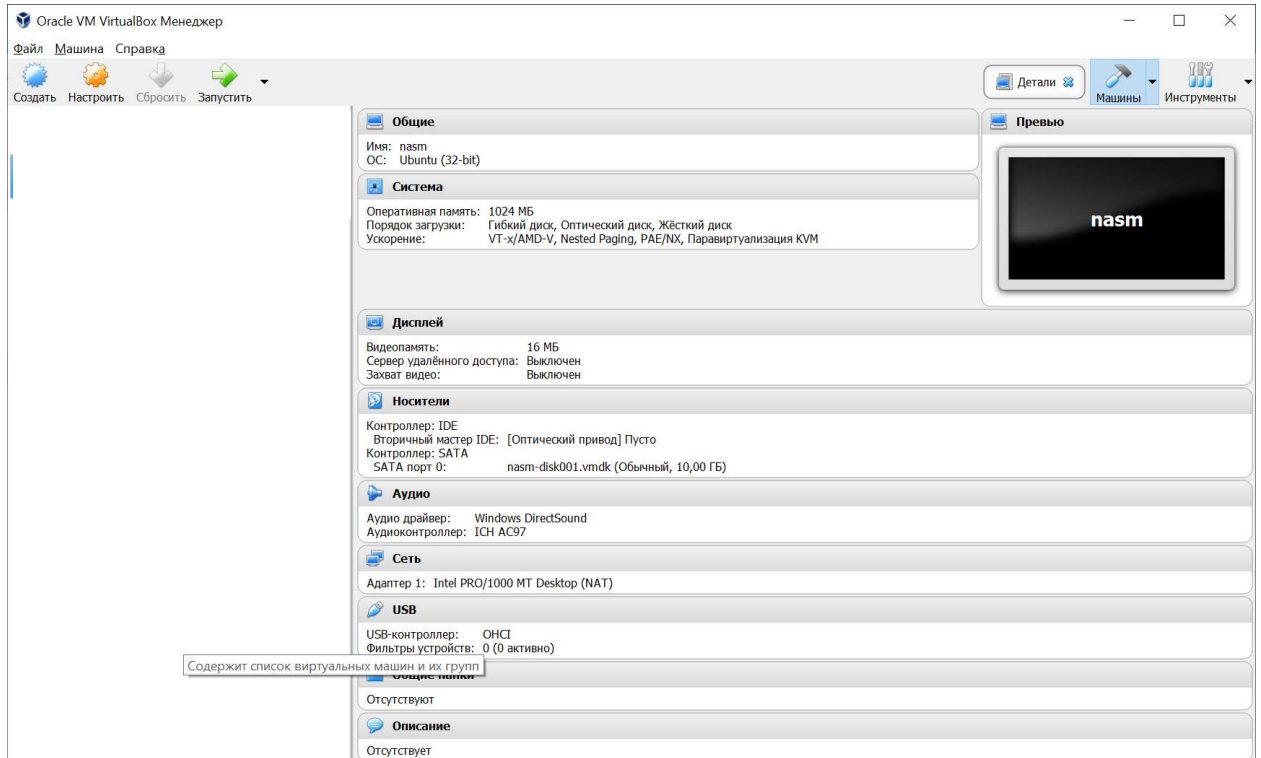 Oracle VM VirtualBox Менеджер
Файл Машина Справка
Создать Настроить Сбросить Запустить
Детали Машины Инструменты
Общие
Имя: nasm
ОС: Ubuntu (32-bit)
Превью
nasm
Система
Оперативная память: 1024 МБ
Порядок загрузки: Гибкий диск, Оптический диск, Жёсткий диск
Ускорение: VT-x/AMD-V, Nested Paging, PAE/NX, Паравиртуализация KVM
Дисплей
Видеопамять: 16 МБ
Сервер удалённого доступа: Выключен
Захват видео: Выключен
Носители
Контроллер: IDE
Вторичный мастер IDE: [Оптический привод] Пусто
Контроллер: SATA
SATA порт 0: nasm-disk001.vmdk (Обычный, 10,00 ГБ)
Аудио
Аудио драйвер: Windows DirectSound
Аудиоконтроллер: ICH AC97
Сеть
Адаптер 1: Intel PRO/1000 MT Desktop (NAT)
USB
USB-контроллер: OHCI
Фильтры устройств: 0 (0 активно)
Содержит список виртуальных машин и их групп
Общие папки
Отсутствуют
Описание
Отсутствует